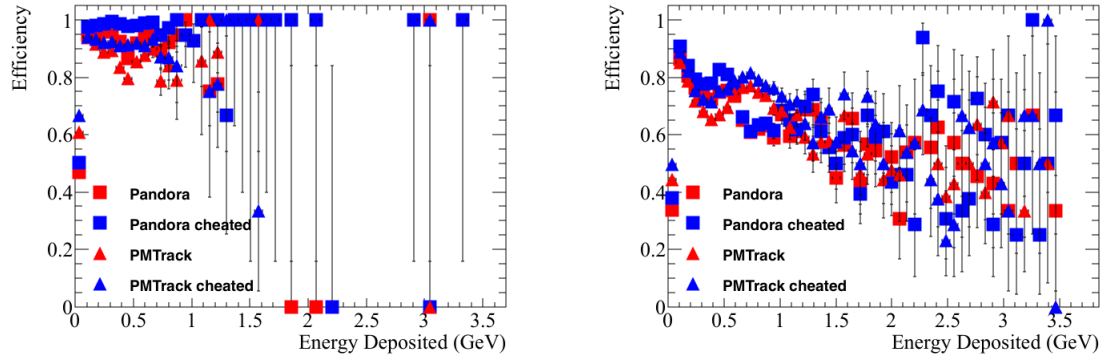 Efficiency
1
0.8
0.6
0.4
0.2
0
Pandora
Pandora cheated
PMTrack
PMTrack cheated
0 0.5 1 1.5 2 2.5 3 3.5
Energy Deposited (GeV)
Efficiency
1
0.8
0.6
0.4
0.2
0
Pandora
Pandora cheated
PMTrack
PMTrack cheated
0 0.5 1 1.5 2 2.5 3 3.5
Energy Deposited (GeV)